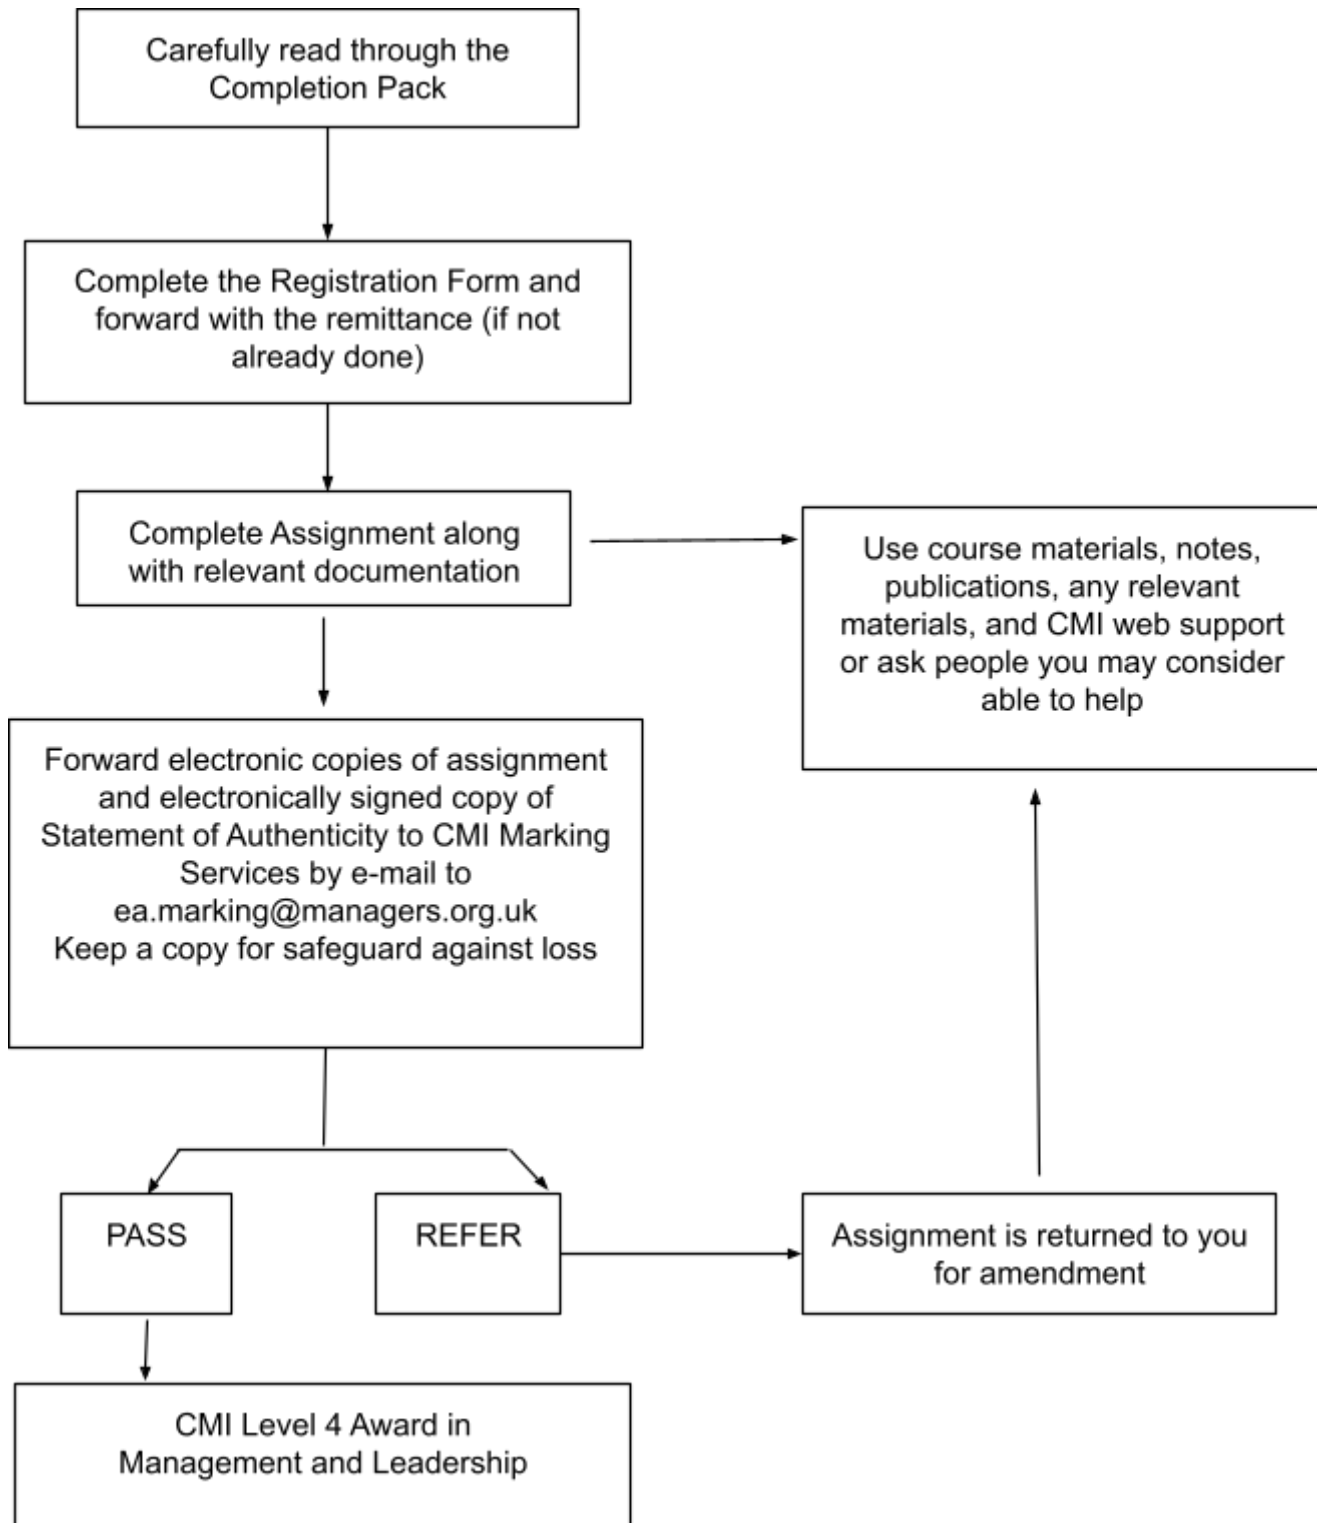 Carefully read through the
Completion Pack
Complete the Registration Form and
forward with the remittance (if not
already done)
Complete Assignment along
with relevant documentation
Use course materials, notes,
publications, any relevant
materials, and CMI web support
or ask people you may consider
able to help
Forward electronic copies of assignment
and electronically signed copy of
Statement of Authenticity to CMI Marking
Services by e-mail to
ea.marking@managers.org.uk
Keep a copy for safeguard against loss
PASS
REFER
Assignment is returned to you
for amendment
CMI Level 4 Award in
Management and Leadership